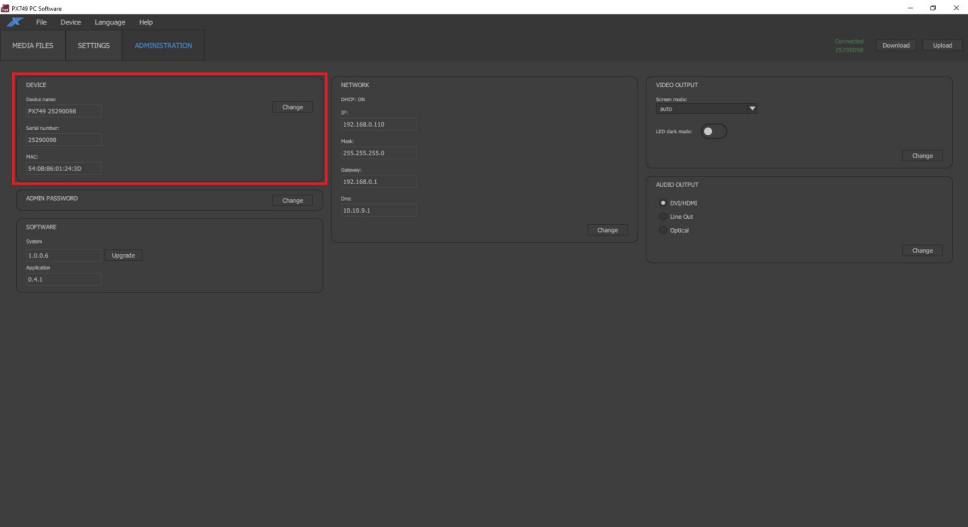 PX749 PC Software
File Device Language Help
MEDIA FILES SETTINGS ADMINISTRATION
Connected
25290098
Download Upload
DEVICE
Device name:
PX749 25290098
Change
Serial number:
25290098
MAC:
54:0B:86:01:24:3D
ADMIN PASSWORD
Change
SOFTWARE
System
1.0.0.6
Upgrade
Application
0.4.1
NETWORK
DHCP: ON
IP:
192.168.0.110
Mask:
255.255.255.0
Gateway:
192.168.0.1
Dns:
10.10.9.1
Change
VIDEO OUTPUT
Screen mode:
auto
LED dark mode:
Change
AUDIO OUTPUT
DVI/HDMI
Line Out
Optical
Change